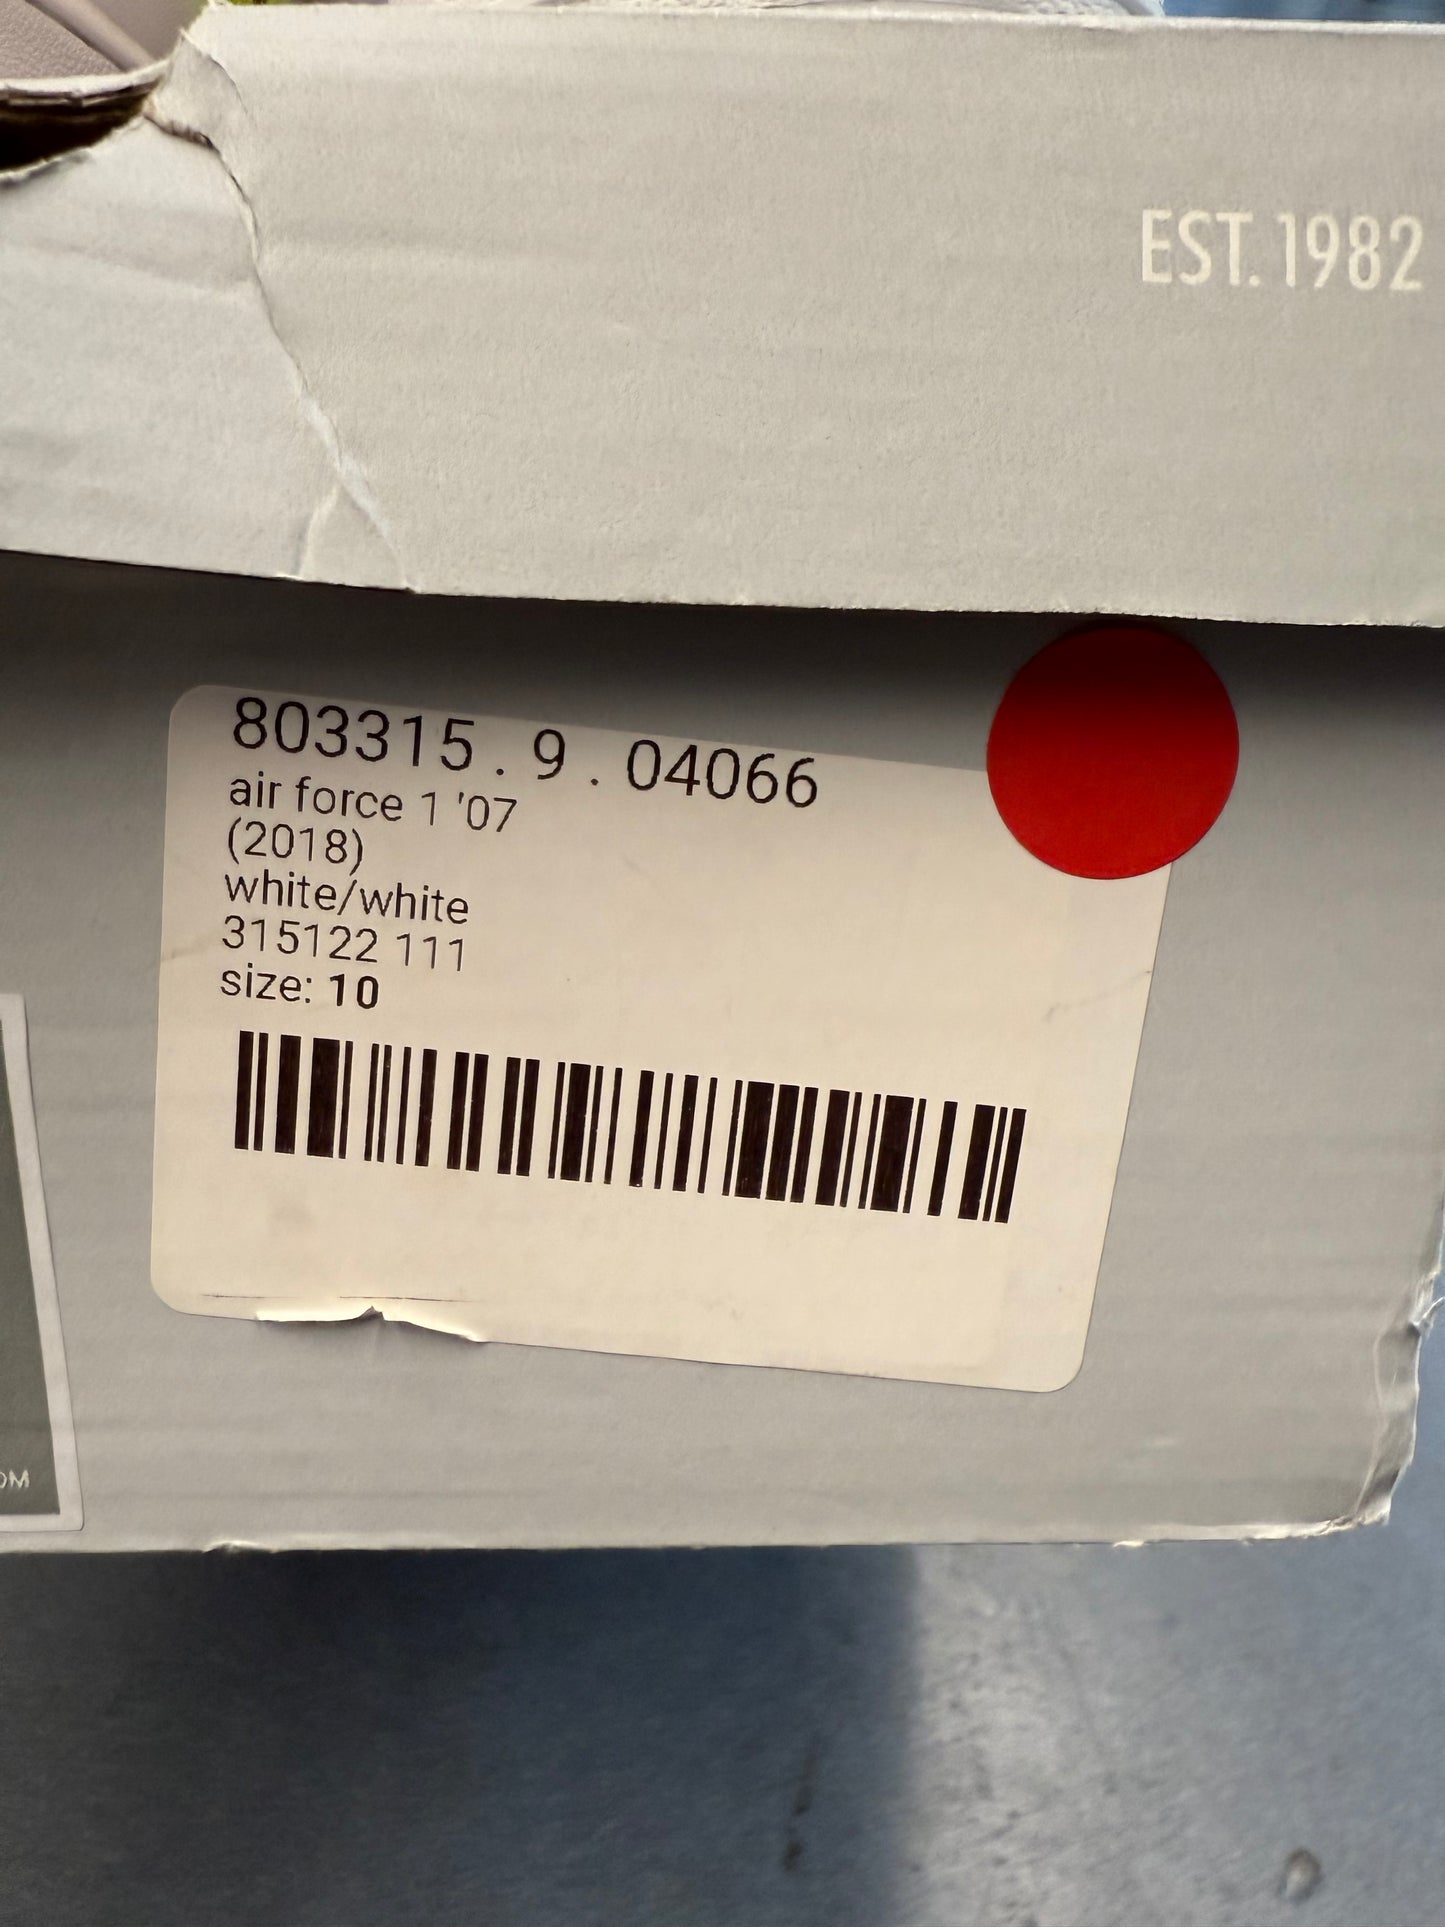 EST. 1982
803315 . 9 . 04066
air force 1 '07
(2018)
white/white
315122 111
size: 10